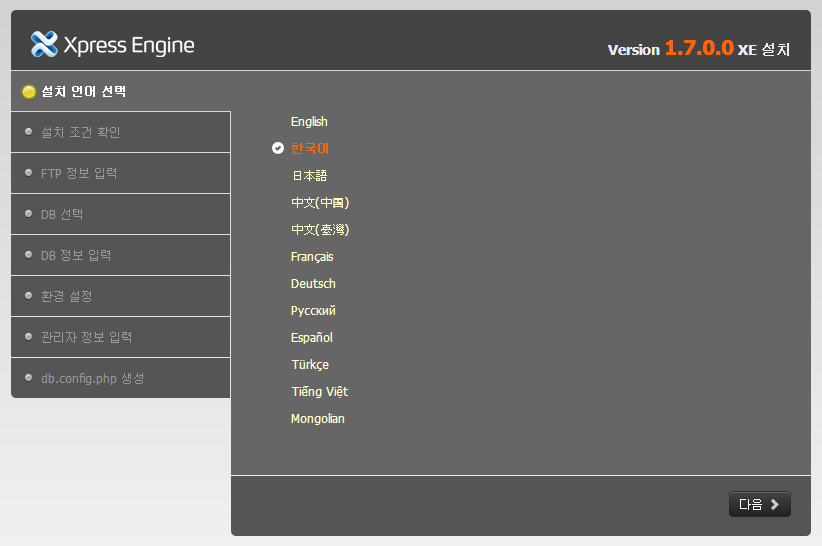 Xpress Engine
Version 1.7.0.0 XE 설치
설치 언어 선택
설치 조건 확인
FTP 정보 입력
DB 선택
DB 정보 입력
환경 설정
관리자 정보 입력
db.config.php 생성
English
한국어
日本語
中文(中国)
中文(臺灣)
Français
Deutsch
Русский
Español
Türkçe
Tiếng Việt
Mongolian
다음